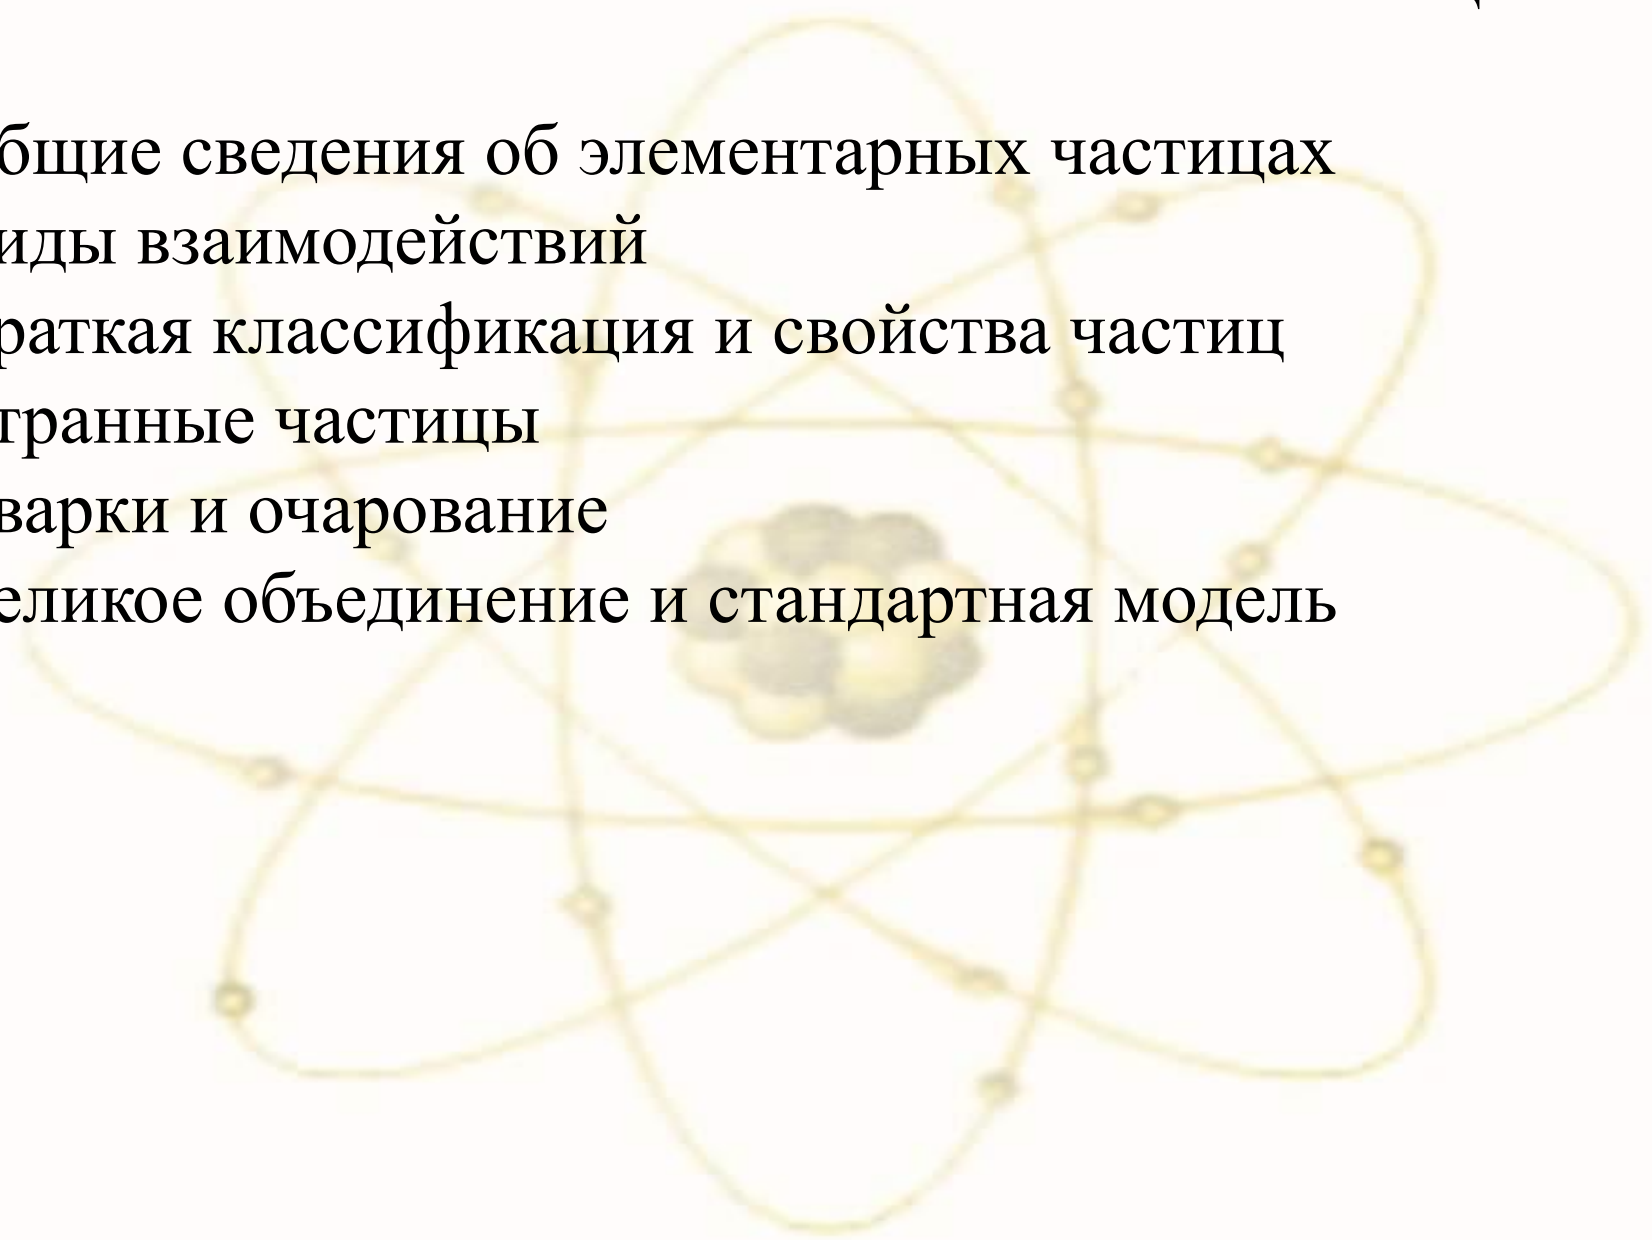 бщие сведения об элементарных частицах
иды взаимодействий
раткая классификация и свойства частиц
транные частицы
варки и очарование
еликое объединение и стандартная модель